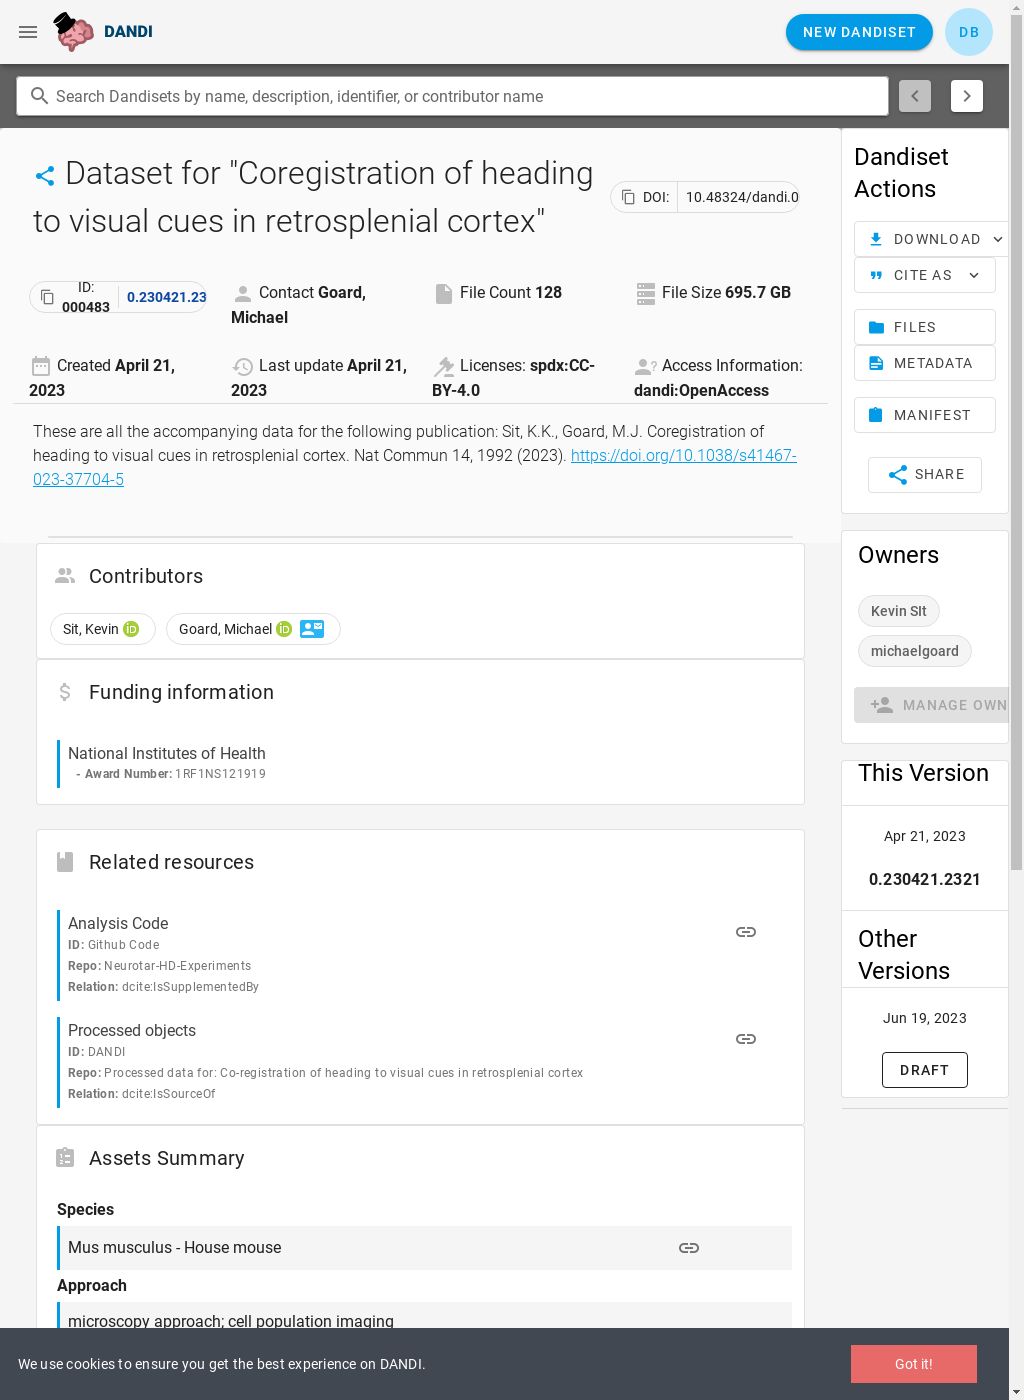 DANDI
NEW DANDISET
DB
Search Dandisets by name, description, identifier, or contributor name
Dataset for "Coregistration of heading
to visual cues in retrosplenial cortex"
DOI:
10.48324/dandi.0
ID:
000483
0.230421.23
Contact Goard,
Michael
File Count 128
File Size 695.7 GB
Created April 21,
2023
Last update April 21,
2023
Licenses: spdx:CC-
BY-4.0
Access Information:
dandi:OpenAccess
These are all the accompanying data for the following publication: Sit, K.K., Goard, M.J. Coregistration of
heading to visual cues in retrosplenial cortex. Nat Commun 14, 1992 (2023). https://doi.org/10.1038/s41467-
023-37704-5
Contributors
Sit, Kevin
Goard, Michael
Funding information
National Institutes of Health
- Award Number: 1RF1NS121919
Related resources
Analysis Code
ID: Github Code
Repo: Neurotar-HD-Experiments
Relation: dcite:IsSupplementedBy
Processed objects
ID: DANDI
Repo: Processed data for: Co-registration of heading to visual cues in retrosplenial cortex
Relation: dcite:IsSourceOf
Assets Summary
Species
Mus musculus - House mouse
Approach
microscopy approach; cell population imaging
Dandiset
Actions
DOWNLOAD
CITE AS
FILES
METADATA
MANIFEST
SHARE
Owners
Kevin SIt
michaelgoard
MANAGE OWN
This Version
Apr 21, 2023
0.230421.2321
Other
Versions
Jun 19, 2023
DRAFT
We use cookies to ensure you get the best experience on DANDI.
Got it!